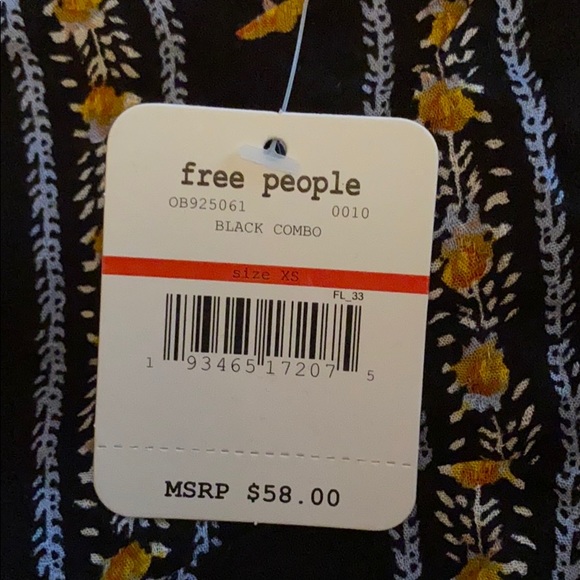 free people
OB925061 0010
BLACK COMBO
size XS
FL_33
1 93465 17207 5
MSRP $58.00